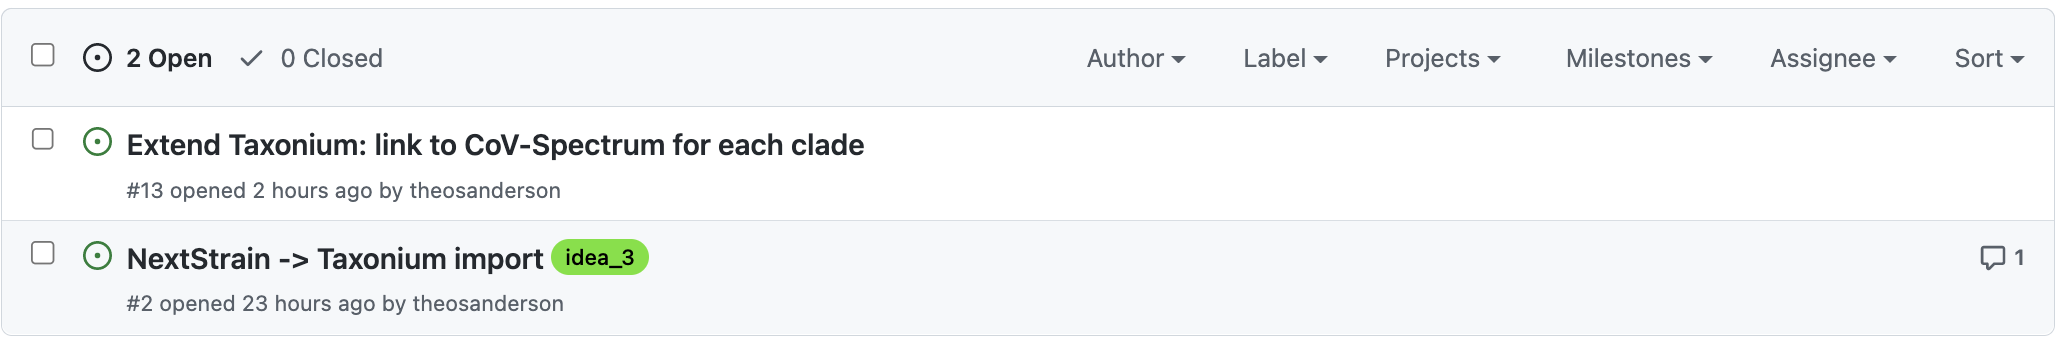 2 Open 0 Closed Author Label Projects Milestones Assignee Sort
Extend Taxonium: link to CoV-Spectrum for each clade
#13 opened 2 hours ago by theosanderson
NextStrain -> Taxonium import idea_3 1
#2 opened 23 hours ago by theosanderson